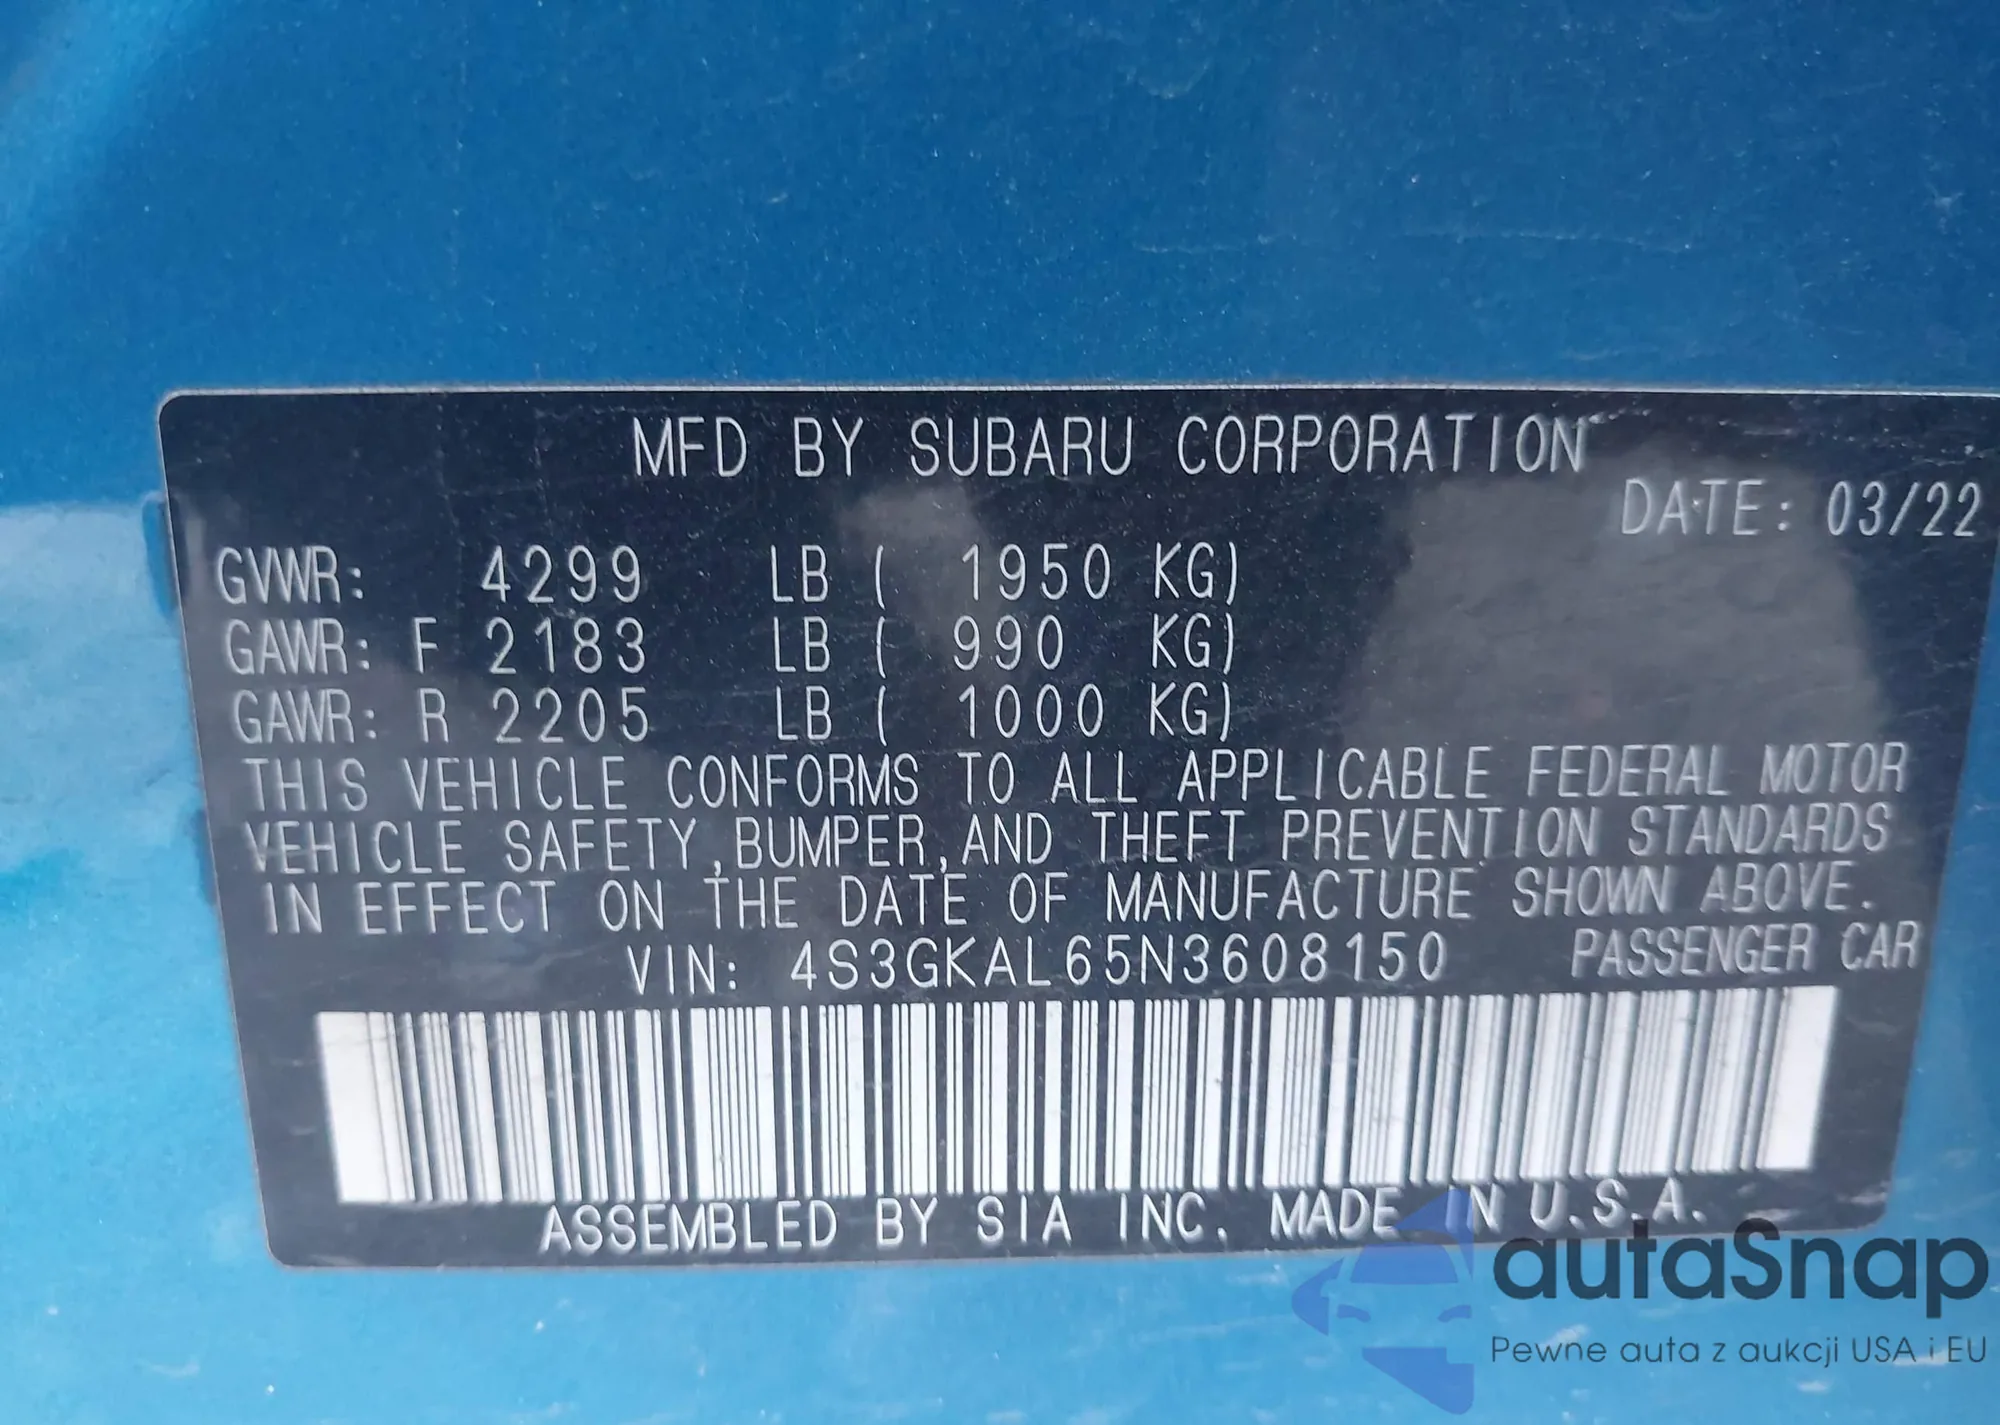 MFD BY SUBARU CORPORATION
DATE: 03/22
GVWR: 4299 LB ( 1950 KG)
GAWR: F 2183 LB ( 990 KG)
GAWR: R 2205 LB ( 1000 KG)
THIS VEHICLE CONFORMS TO ALL APPLICABLE FEDERAL MOTOR
VEHICLE SAFETY,BUMPER,AND THEFT PREVENTION STANDARDS
IN EFFECT ON THE DATE OF MANUFACTURE SHOWN ABOVE.
VIN: 4S3GKAL65N3608150 PASSENGER CAR
ASSEMBLED BY SIA INC. MADE IN U.S.A.
autaSnap
Pewne auta z aukcji USA i EU